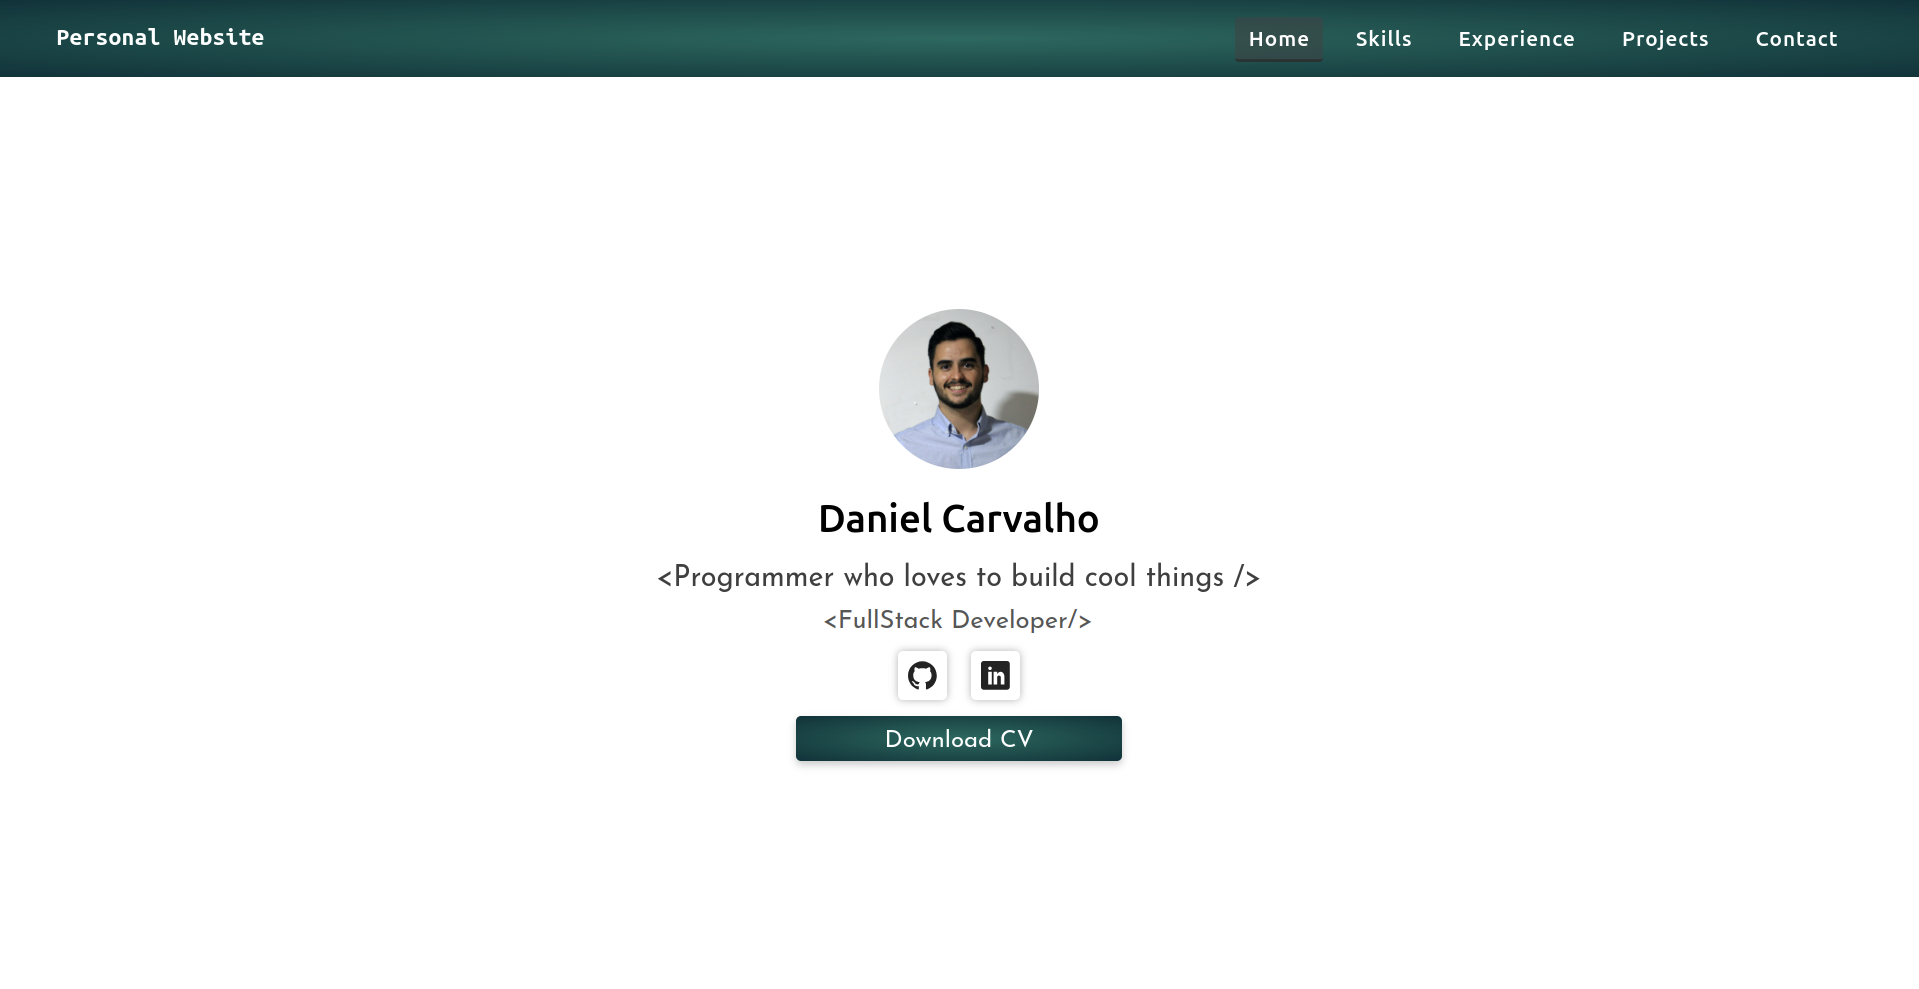 Personal Website
Home Skills Experience Projects Contact
Daniel Carvalho
<Programmer who loves to build cool things />
<FullStack Developer/>
in
Download CV